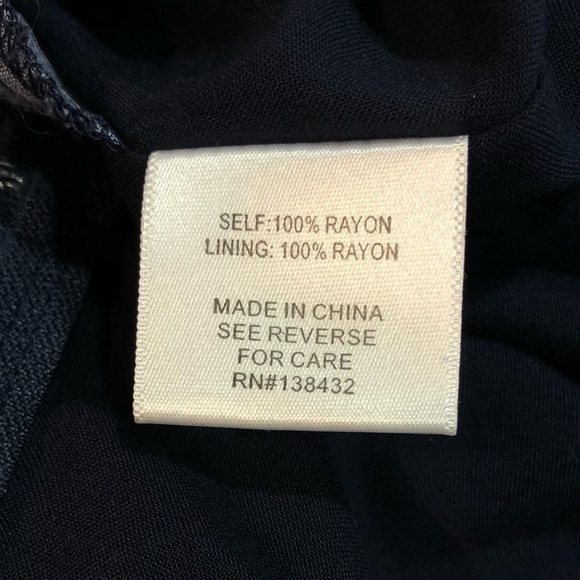 SELF:100% RAYON
LINING: 100% RAYON
MADE IN CHINA
SEE REVERSE
FOR CARE
RN#138432